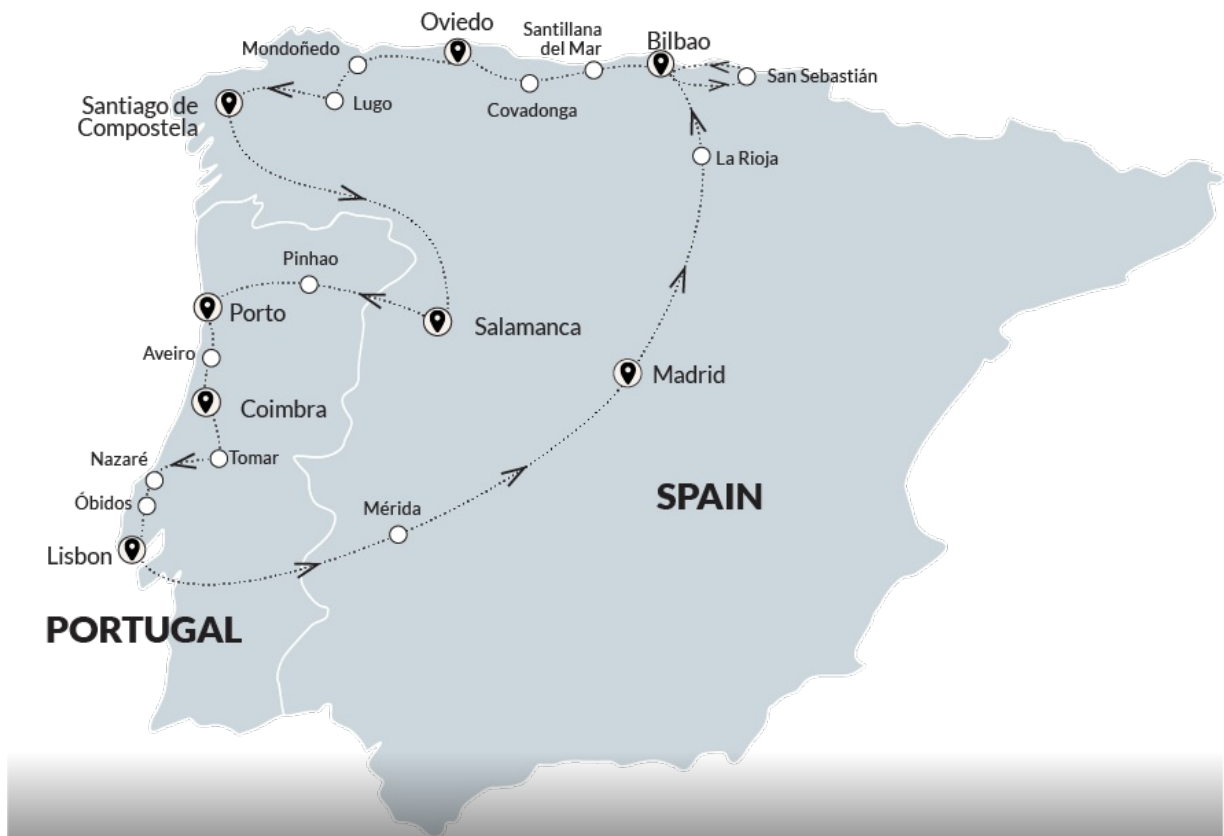 Oviedo
Santillana
del Mar
Bilbao
Mondoñedo
San Sebastián
Covadonga
Lugo
Santiago de
Compostela
La Rioja
Pinhao
Porto
Salamanca
Aveiro
Madrid
Coimbra
Nazaré
Tomar
Óbidos
Mérida
SPAIN
Lisbon
PORTUGAL